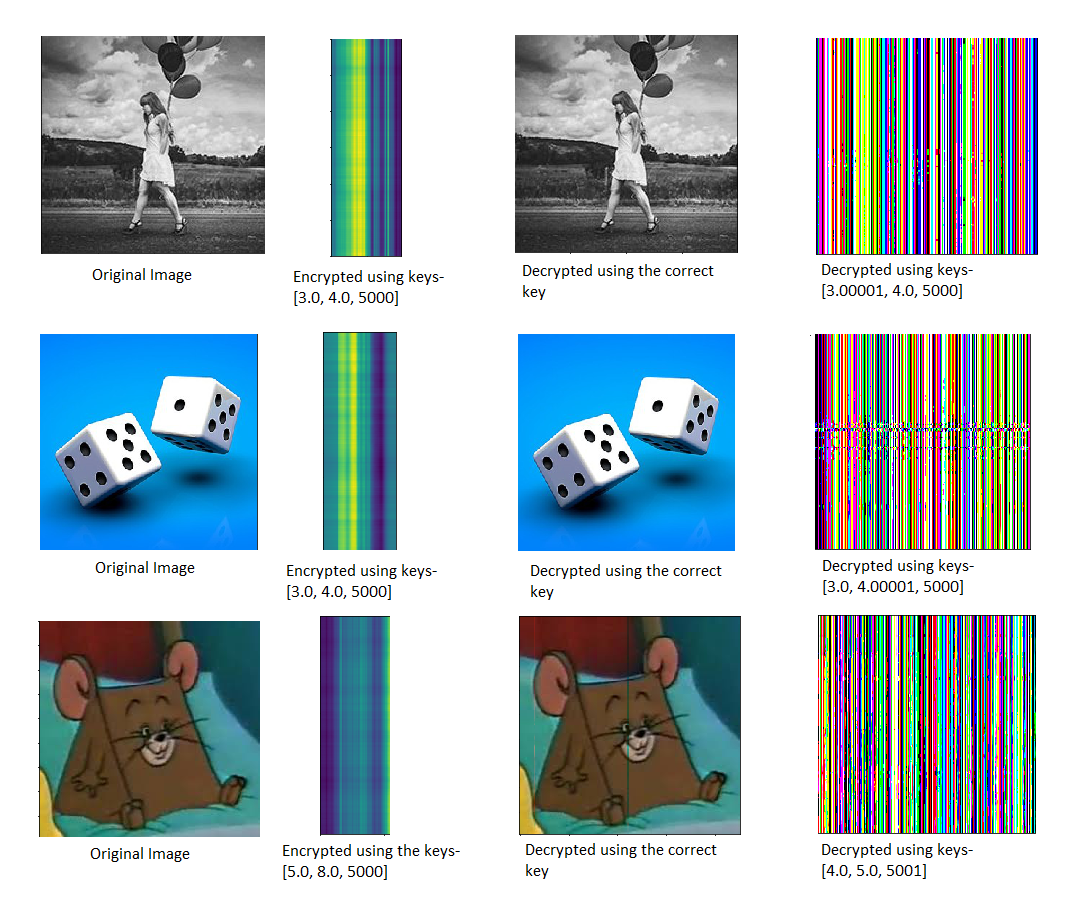 Original Image
Encrypted using keys-
[3.0, 4.0, 5000]
Decrypted using the correct
key
Decrypted using keys-
[3.00001, 4.0, 5000]
Original Image
Encrypted using keys-
[3.0, 4.0, 5000]
Decrypted using the correct
key
Decrypted using keys-
[3.0, 4.00001, 5000]
Original Image
Encrypted using the keys-
[5.0, 8.0, 5000]
Decrypted using the correct
key
Decrypted using keys-
[4.0, 5.0, 5001]